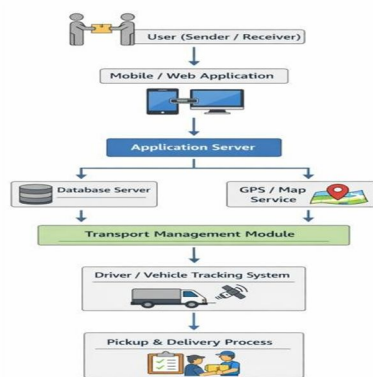 User (Sender / Receiver)
Mobile / Web Application
Application Server
Database Server
GPS / Map
Service
Transport Management Module
Driver / Vehicle Tracking System
Pickup & Delivery Process